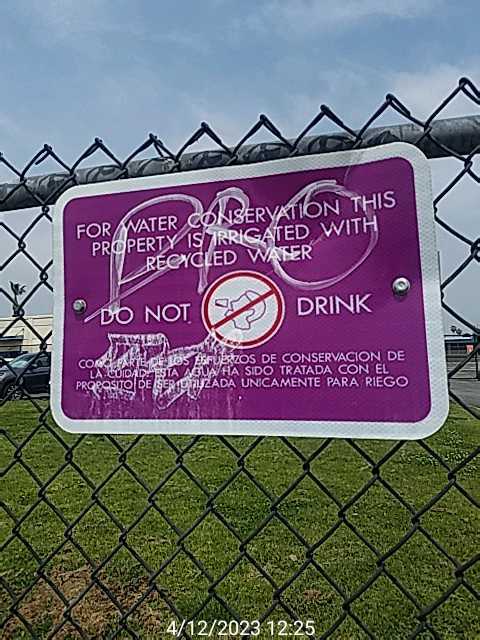 FOR WATER CONSERVATION THIS
PROPERTY IS IRRIGATED WITH
RECYCLED WATER
DO NOT DRINK
COMO PARTE DE LOS ESFUERZOS DE CONSERVACION DE
LA CUIDAD ESTA AGUA HA SIDO TRATADA CON EL
PROPOSITO DE SER UTILIZADA UNICAMENTE PARA RIEGO
4/12/2023 12:25